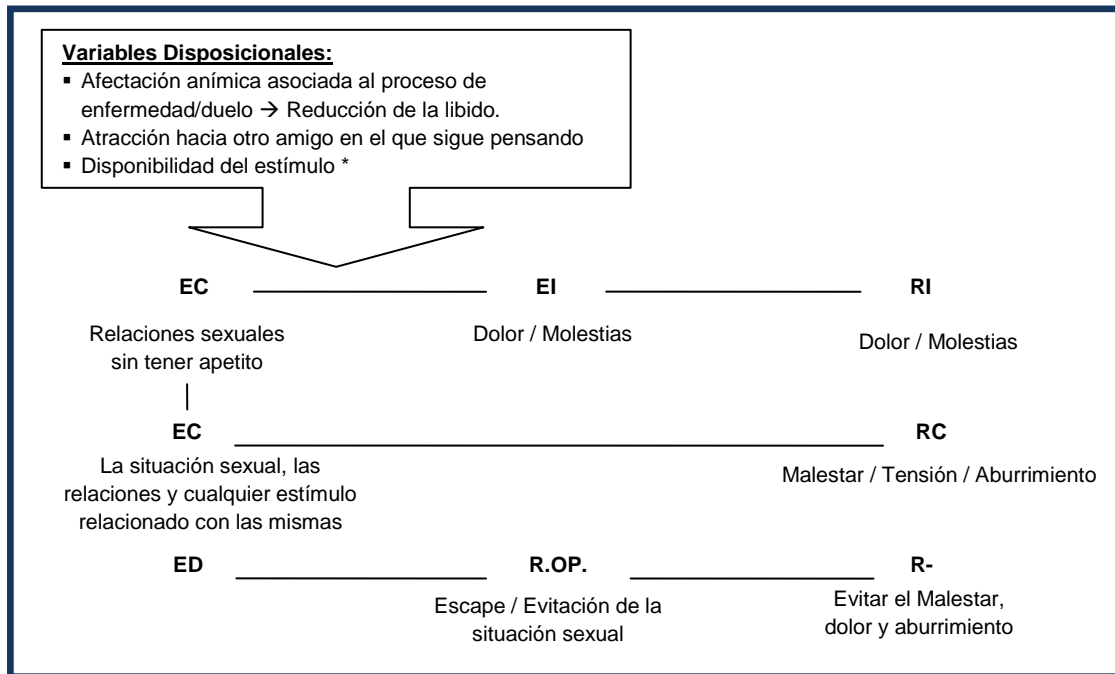 Variables Disposicionales:
▪ Afectación anímica asociada al proceso de
enfermedad/duelo → Reducción de la libido.
▪ Atracción hacia otro amigo en el que sigue pensando
▪ Disponibilidad del estímulo *
EC EI RI
Relaciones sexuales
sin tener apetito
Dolor / Molestias
Dolor / Molestias
EC RC
La situación sexual, las
relaciones y cualquier estímulo
relacionado con las mismas
Malestar / Tensión / Aburrimiento
ED R.OP. R-
Escape / Evitación de la
situación sexual
Evitar el Malestar,
dolor y aburrimiento